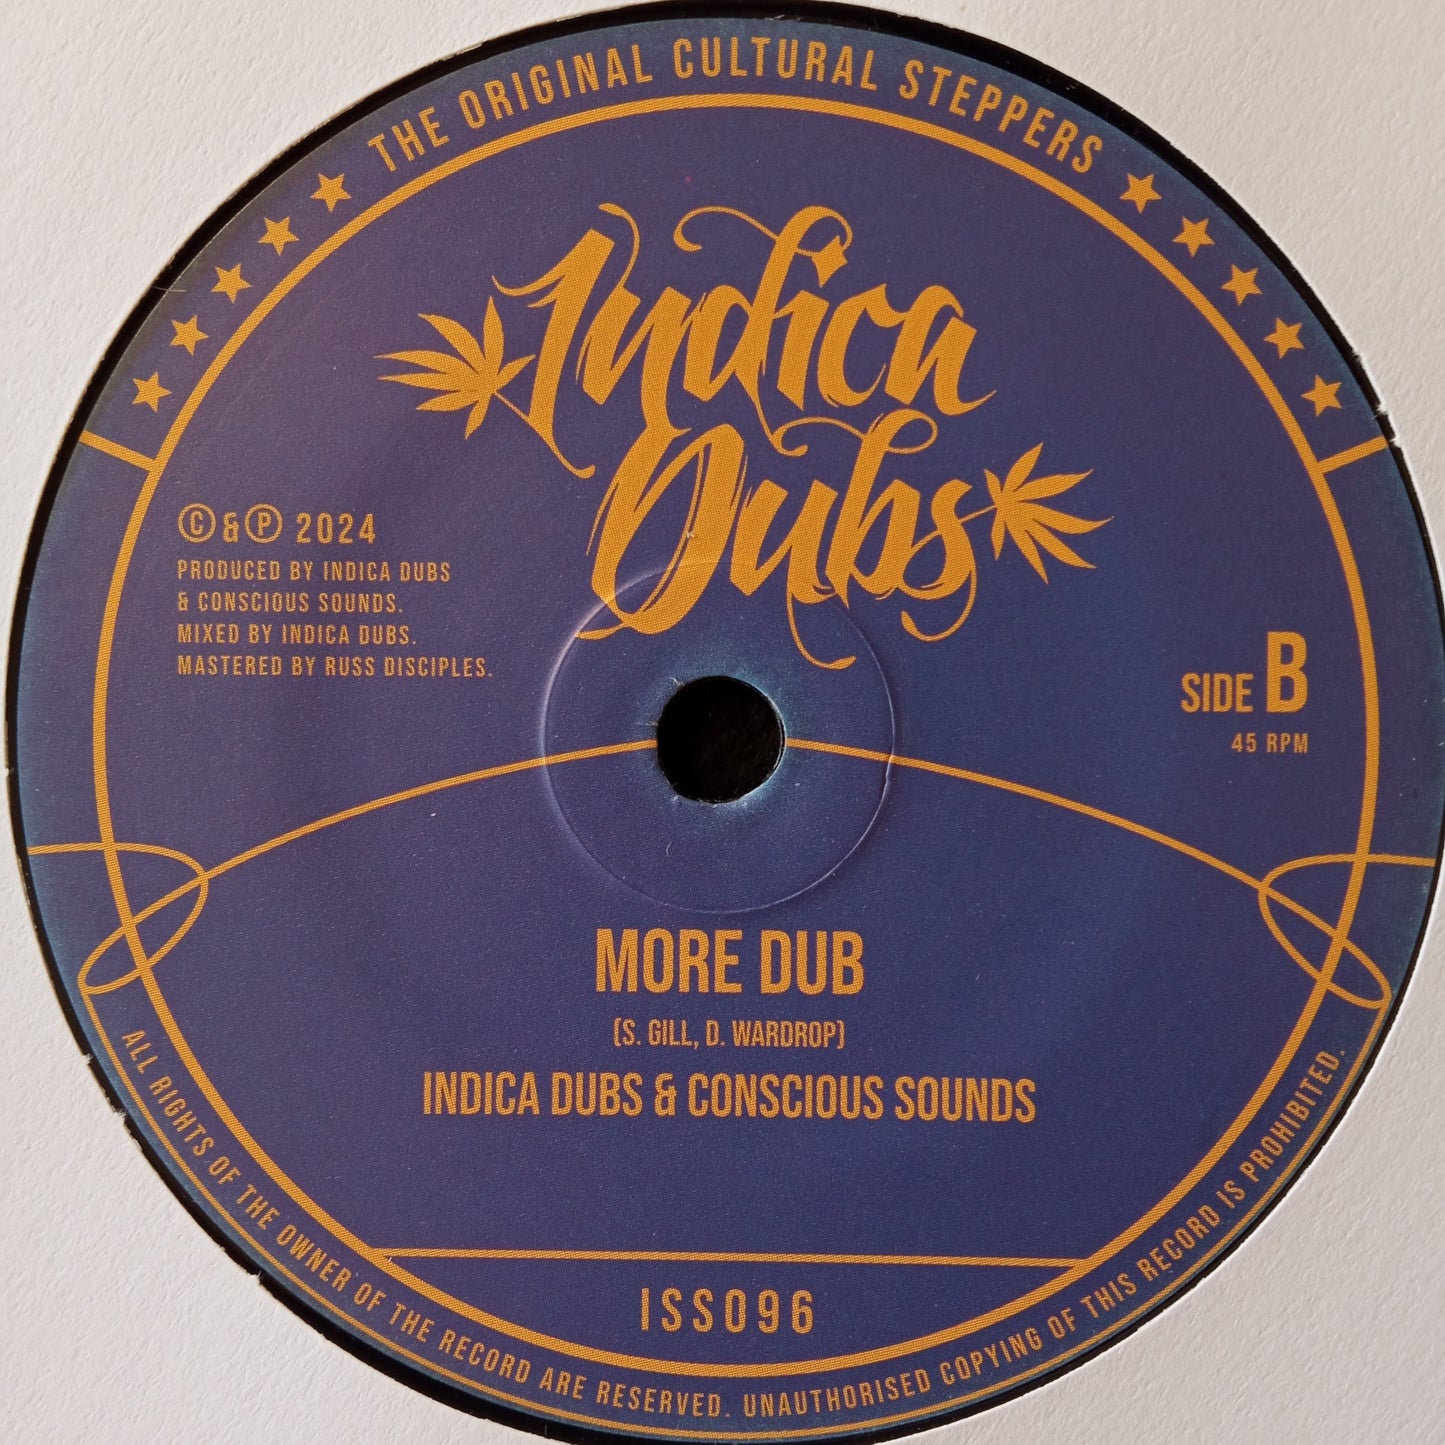 THE ORIGINAL CULTURAL STEPPERS
Indica
Dubs
© & ℗ 2024
PRODUCED BY INDICA DUBS
& CONSCIOUS SOUNDS.
MIXED BY INDICA DUBS.
MASTERED BY RUSS DISCIPLES.
SIDE B
45 RPM
MORE DUB
(S. GILL, D. WARDROP)
INDICA DUBS & CONSCIOUS SOUNDS
ISS096
ALL RIGHTS OF THE OWNER OF THE RECORD ARE RESERVED. UNAUTHORISED COPYING OF THIS RECORD IS PROHIBITED.